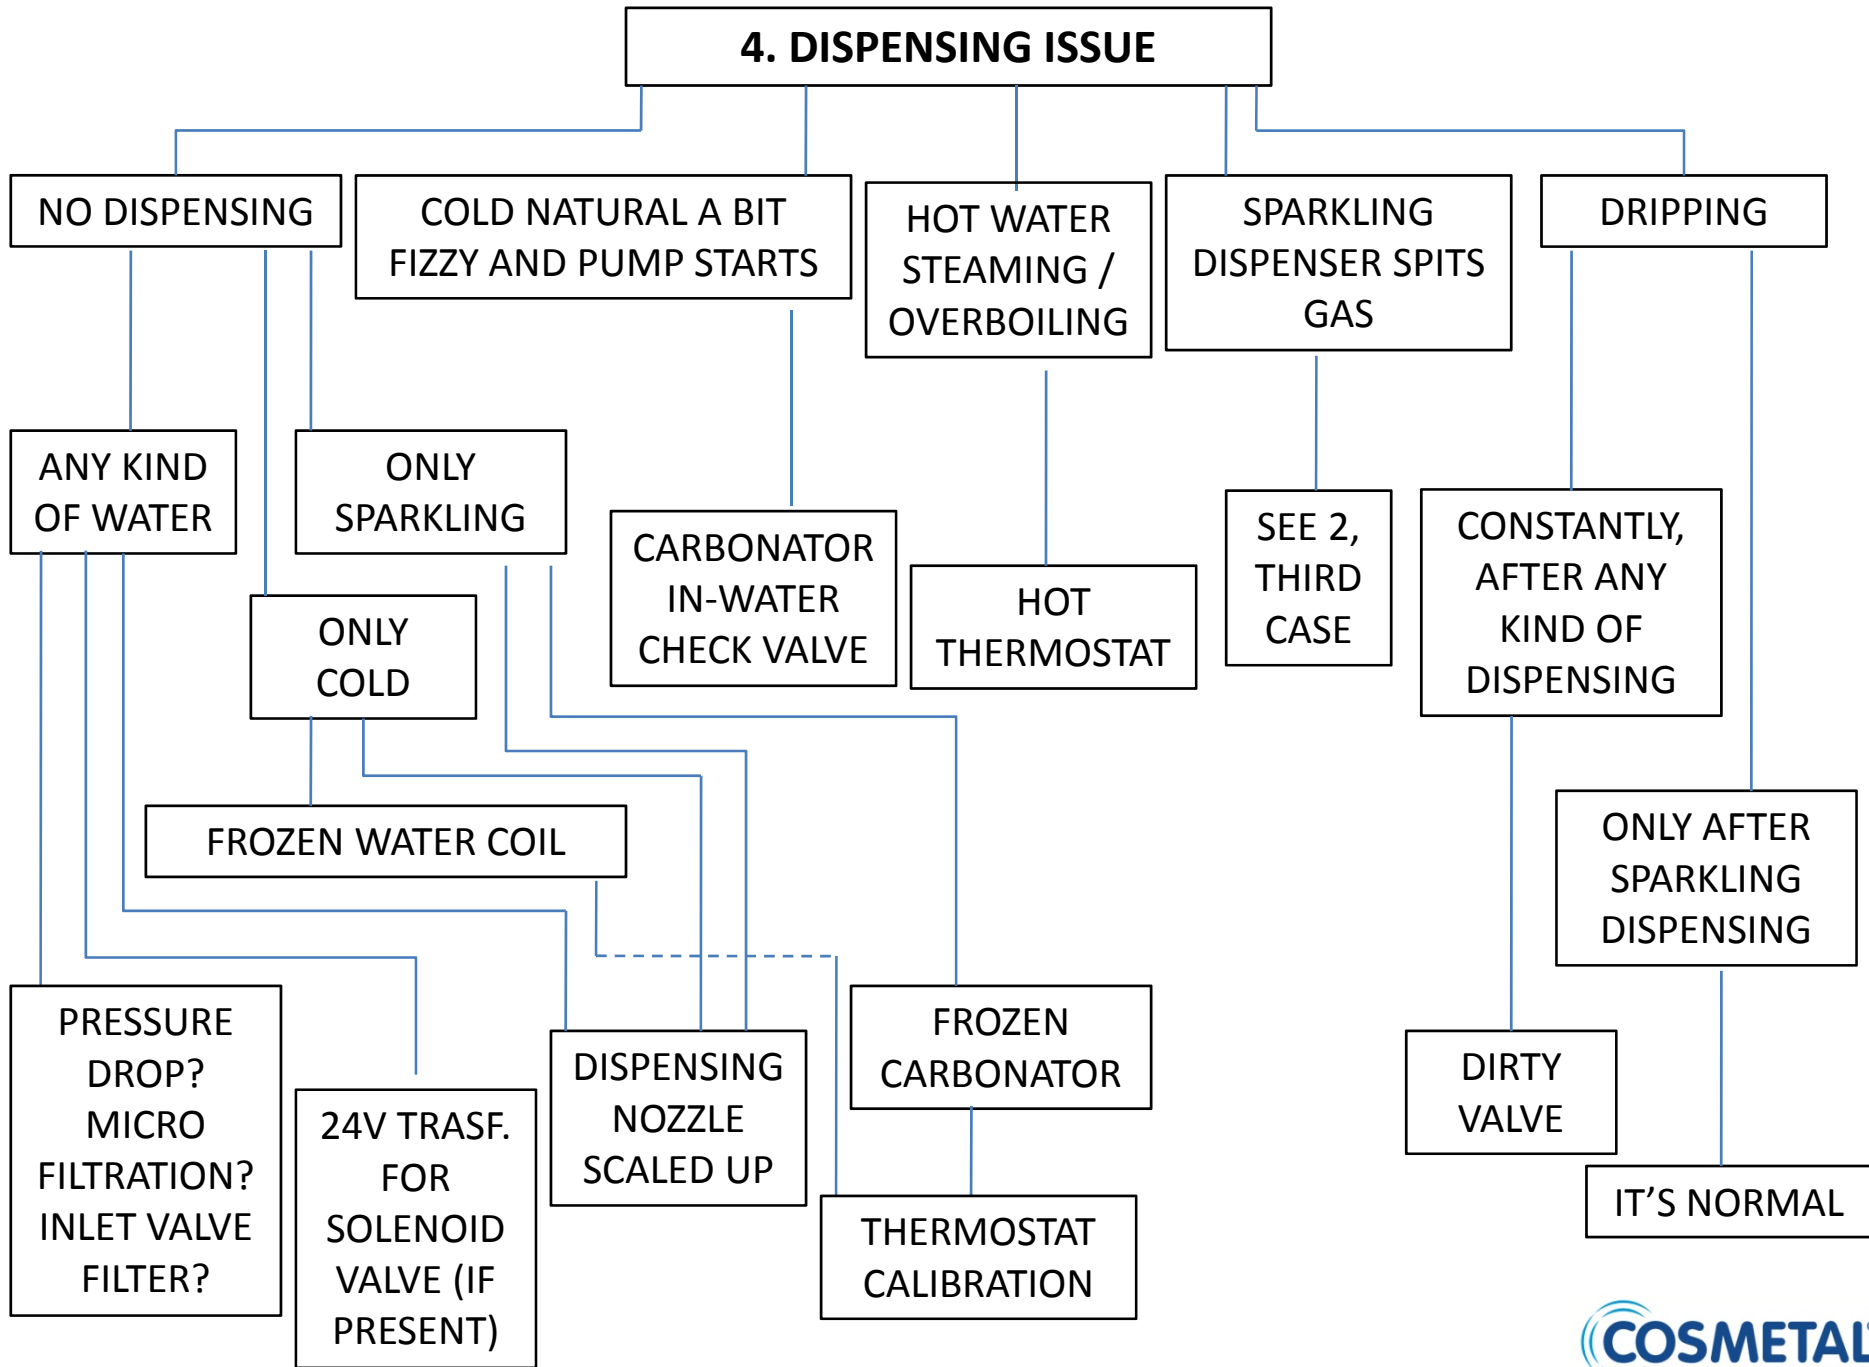 4. DISPENSING ISSUE
NO DISPENSING
COLD NATURAL A BIT
FIZZY AND PUMP STARTS
HOT WATER
STEAMING /
OVERBOILING
SPARKLING
DISPENSER SPITS
GAS
DRIPPING
ANY KIND
OF WATER
ONLY
SPARKLING
ONLY
COLD
CARBONATOR
IN-WATER
CHECK VALVE
HOT
THERMOSTAT
SEE 2,
THIRD
CASE
CONSTANTLY,
AFTER ANY
KIND OF
DISPENSING
FROZEN WATER COIL
ONLY AFTER
SPARKLING
DISPENSING
PRESSURE
DROP?
MICRO
FILTRATION?
INLET VALVE
FILTER?
24V TRASF.
FOR
SOLENOID
VALVE (IF
PRESENT)
DISPENSING
NOZZLE
SCALED UP
FROZEN
CARBONATOR
THERMOSTAT
CALIBRATION
DIRTY
VALVE
IT’S NORMAL
COSMETAL